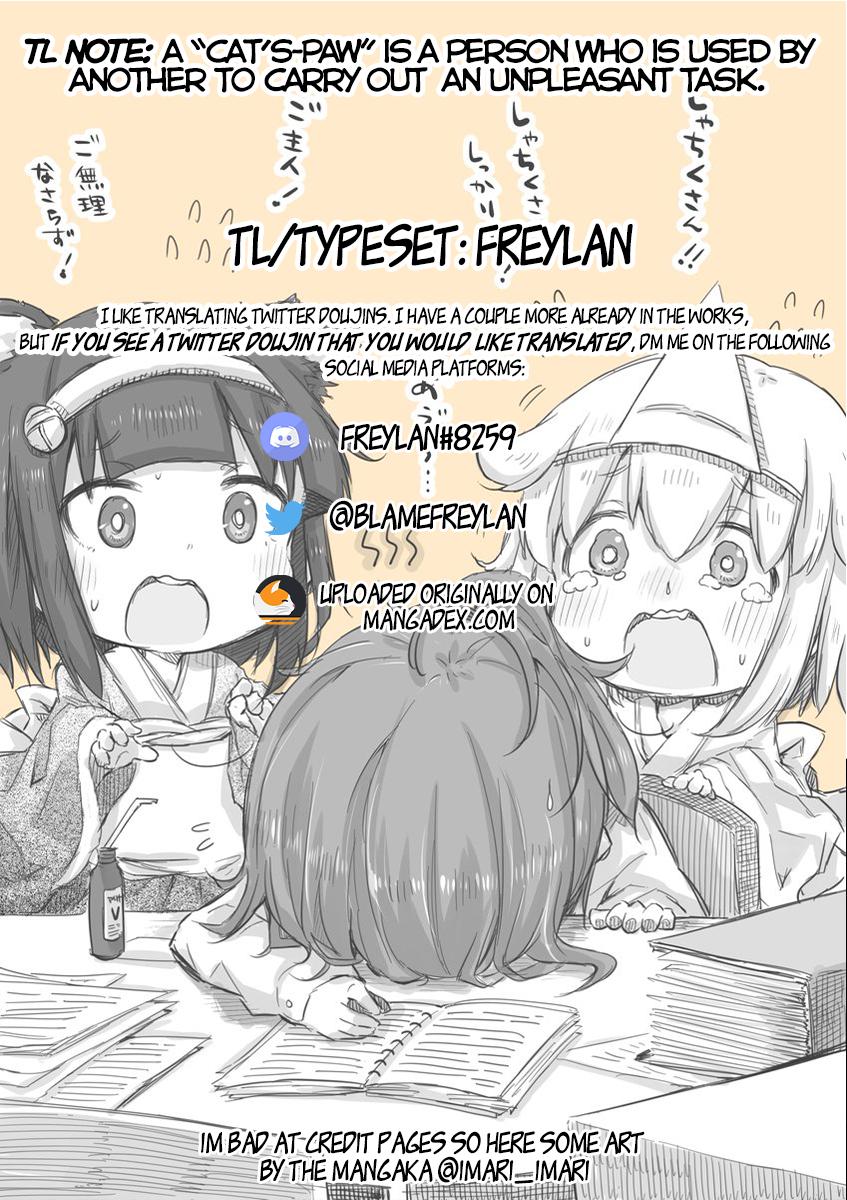 TL NOTE: A "CAT'S-PAW" IS A PERSON WHO IS USED BY
ANOTHER TO CARRY OUT AN UNPLEASANT TASK.
しゃちくさん!!
しゃちくさ
しっかり
!
ご主人!
ご無理
なさらず!
TL/TYPESET: FREYLAN
I LIKE TRANSLATING TWITTER DOUJINS. I HAVE A COUPLE MORE ALREADY IN THE WORKS,
BUT IF YOU SEE A TWITTER DOUJIN THAT YOU WOULD LIKE TRANSLATED, DM ME ON THE FOLLOWING
SOCIAL MEDIA PLATFORMS:
FREYLAN#8259
@BLAMEFREYLAN
UPLOADED ORIGINALLY ON
MANGADEX.COM
V
IM BAD AT CREDIT PAGES SO HERE SOME ART
BY THE MANGAKA @IMARI_IMARI